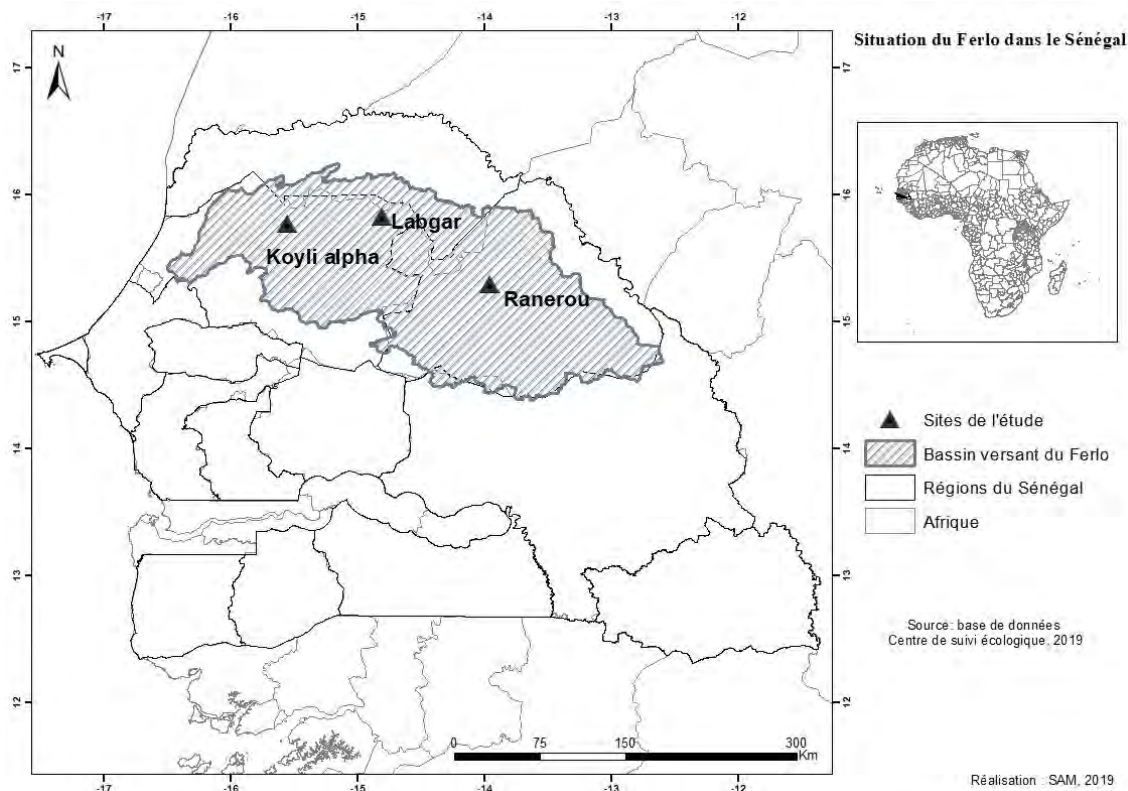 Situation du Ferlo dans le Sénégal
-17 -16 -15 -14 -13 -12
N
17 17
16 16
Labgar
Koyli alpha
Ranerou
15 15
14 14
13 13
12 12
Sites de l'étude
Bassin versant du Ferlo
Régions du Sénégal
Afrique
Source: base de données
Centre de suivi écologique, 2019
0 75 150 300
Km
-17 -16 -15 -14 -13 -12
Réalisation : SAM, 2019